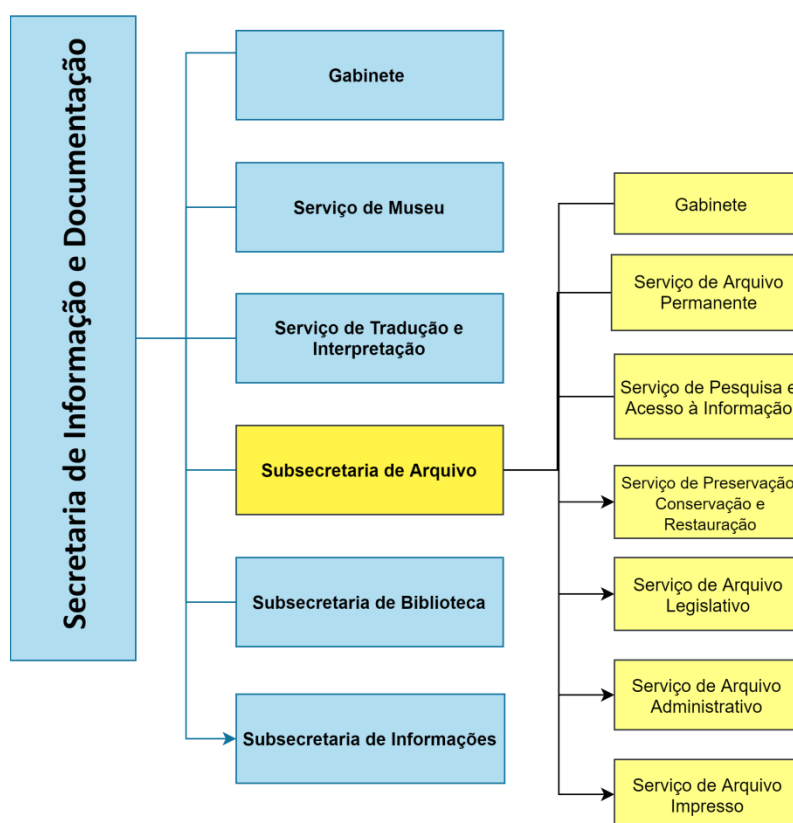 Secretaria de Informação e Documentação
Gabinete
Serviço de Museu
Serviço de Tradução e
Interpretação
Subsecretaria de Arquivo
Subsecretaria de Biblioteca
Subsecretaria de Informações
Gabinete
Serviço de Arquivo
Permanente
Serviço de Pesquisa e
Acesso à Informação
Serviço de Preservação
Conservação e
Restauração
Serviço de Arquivo
Legislativo
Serviço de Arquivo
Administrativo
Serviço de Arquivo
Impresso